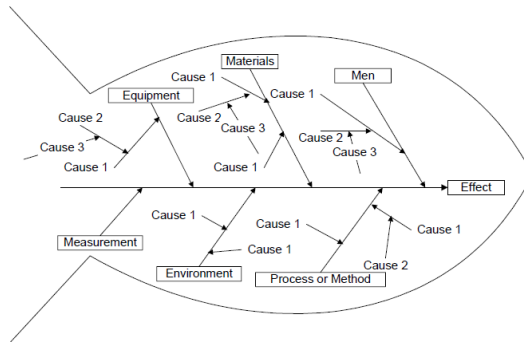 Materials
Men
Cause 1
Equipment
Cause 1
Cause 2
Cause 2
Cause 3
Cause 2
Cause 3
Cause 3
Cause 1
Cause 1
Effect
Cause 1
Cause 1
Cause 1
Measurement
Cause 1
Environment
Process or Method
Cause 2